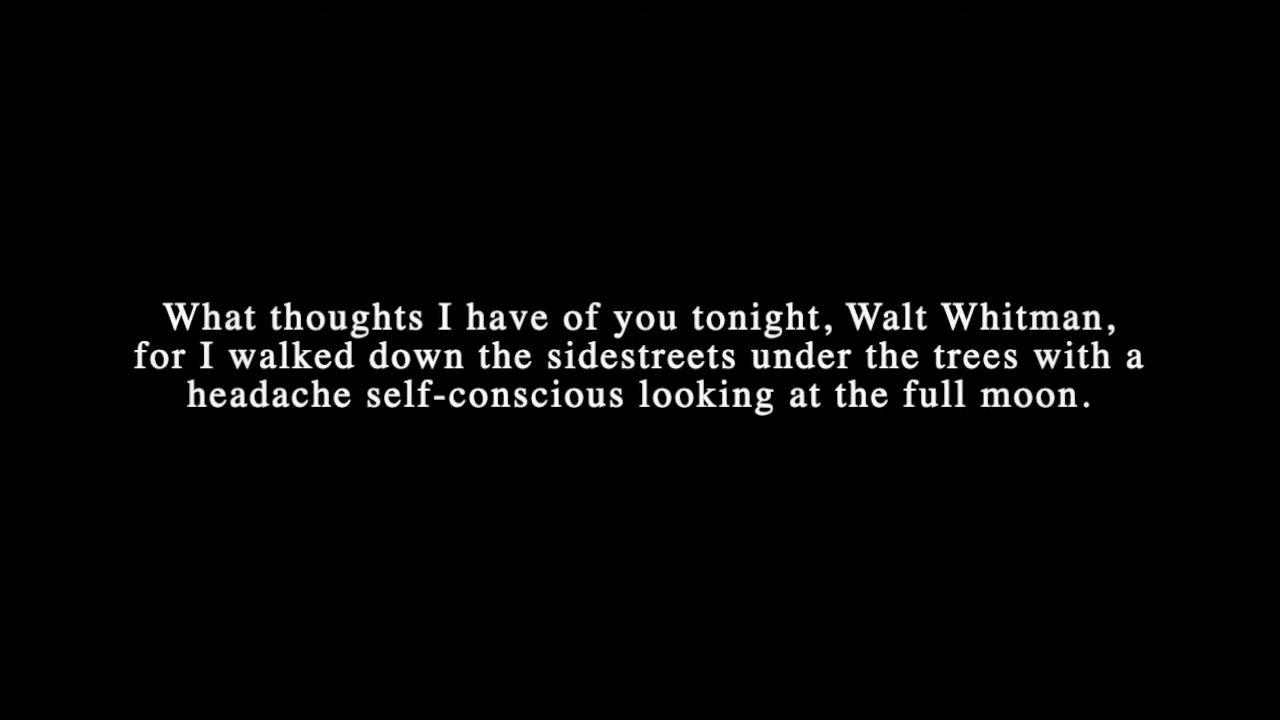 What thoughts I have of you tonight, Walt Whitman,
for I walked down the sidestreets under the trees with a
headache self-conscious looking at the full moon.